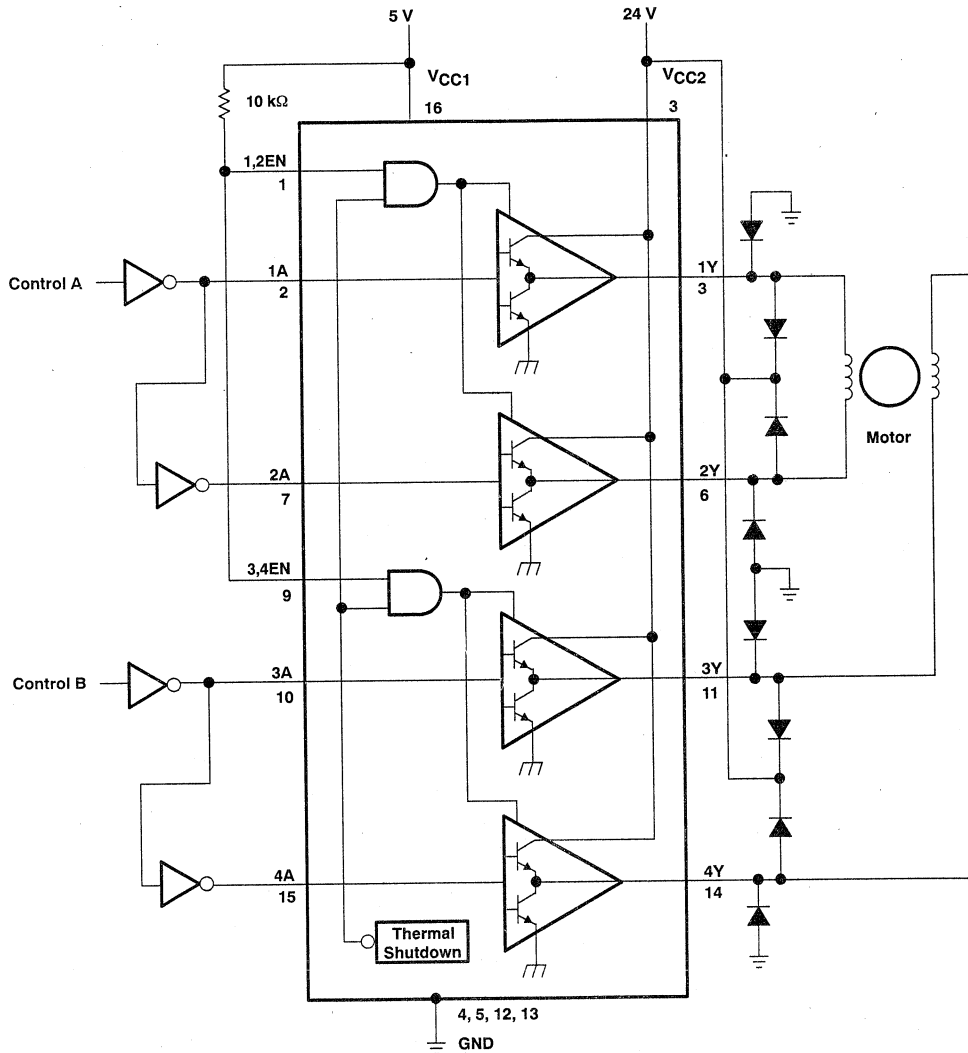 5 V
24 V
VCC1
VCC2
10 kΩ
16
3
1,2EN
1
Control A
1A
2
1Y
3
Motor
2A
7
2Y
6
3,4EN
9
Control B
3A
10
3Y
11
4A
15
4Y
14
Thermal
Shutdown
4, 5, 12, 13
GND